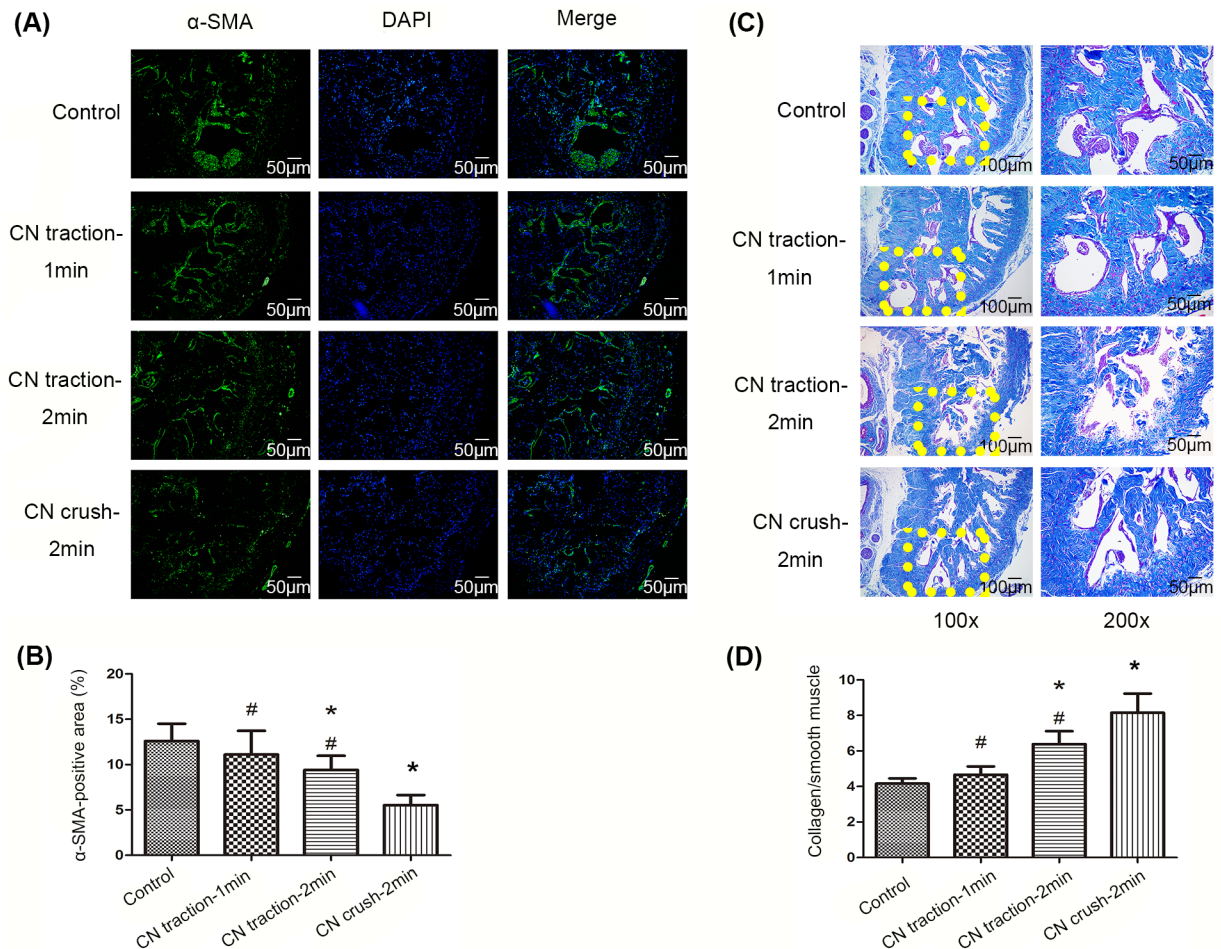 (A)
α-SMA
DAPI
Merge
Control
50µm
50µm
50µm
CN traction-
1min
50µm
50µm
50µm
CN traction-
2min
50µm
50µm
50µm
CN crush-
2min
50µm
50µm
50µm
(C)
Control
100µm
50µm
CN traction-
1min
100µm
50µm
CN traction-
2min
100µm
50µm
CN crush-
2min
100µm
50µm
100x
200x
(B)
α-SMA-positive area (%)
20
15
10
5
0
#
*
#
*
Control
CN traction-1min
CN traction-2min
CN crush-2min
(D)
Collagen/smooth muscle
10
8
6
4
2
0
#
*
#
*
Control
CN traction-1min
CN traction-2min
CN crush-2min